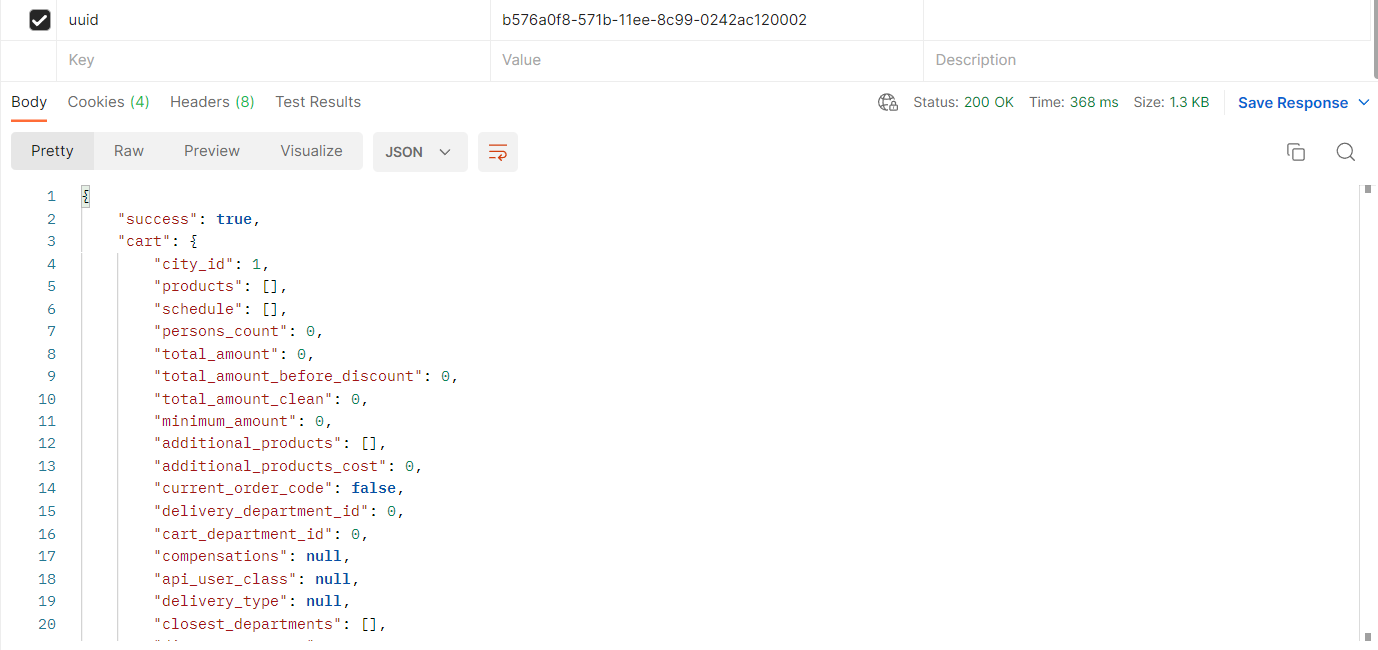 uuid b576a0f8-571b-11ee-8c99-0242ac120002
Key Value Description
Body Cookies (4) Headers (8) Test Results Status: 200 OK Time: 368 ms Size: 1.3 KB Save Response
Pretty Raw Preview Visualize JSON
1 {
2 "success": true,
3 "cart": {
4 "city_id": 1,
5 "products": [],
6 "schedule": [],
7 "persons_count": 0,
8 "total_amount": 0,
9 "total_amount_before_discount": 0,
10 "total_amount_clean": 0,
11 "minimum_amount": 0,
12 "additional_products": [],
13 "additional_products_cost": 0,
14 "current_order_code": false,
15 "delivery_department_id": 0,
16 "cart_department_id": 0,
17 "compensations": null,
18 "api_user_class": null,
19 "delivery_type": null,
20 "closest_departments": [],